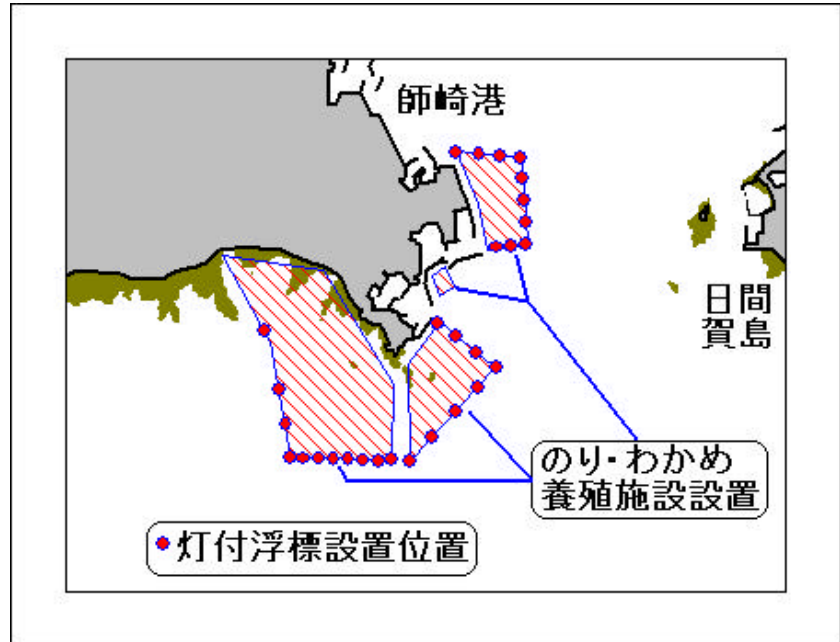 師崎港
日間
賀島
のり・わかめ
養殖施設設置
灯付浮標設置位置